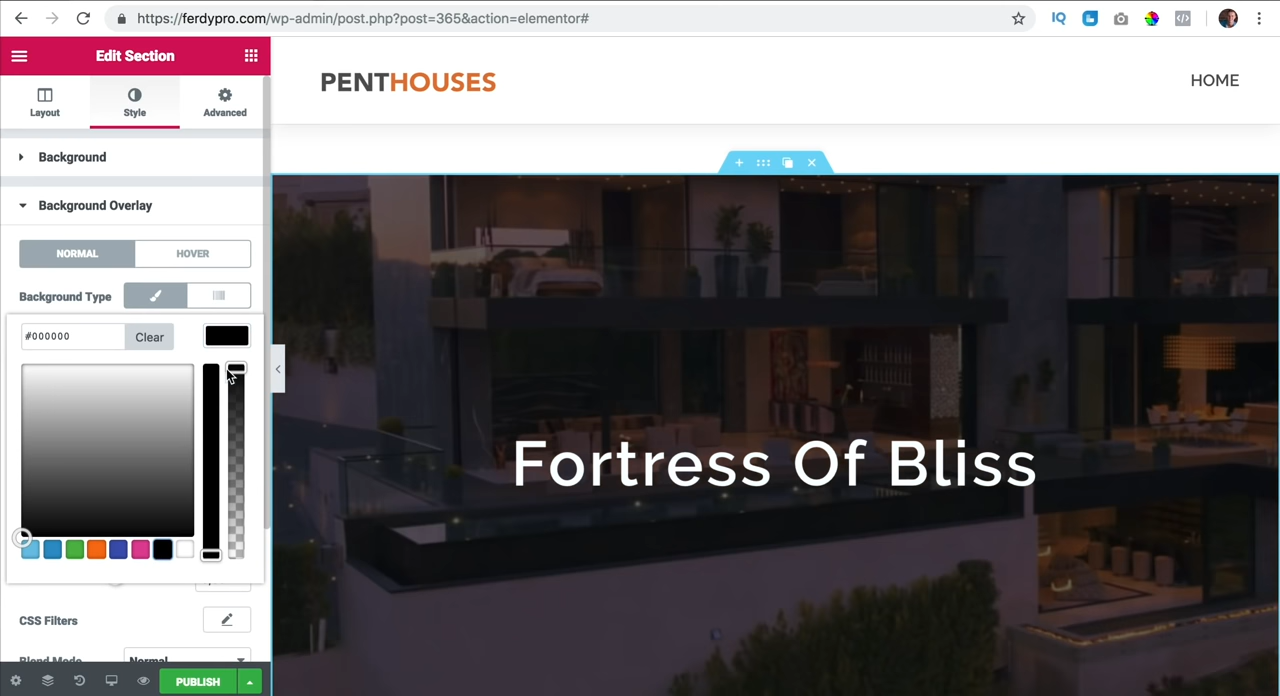 https://ferdypro.com/wp-admin/post.php?post=365&action=elementor#
IQ
Edit Section
PENTHOUSES
HOME
Layout
Style
Advanced
Background
Background Overlay
NORMAL
HOVER
Background Type
#000000
Clear
Fortress Of Bliss
CSS Filters
Blend Mode
Normal
PUBLISH